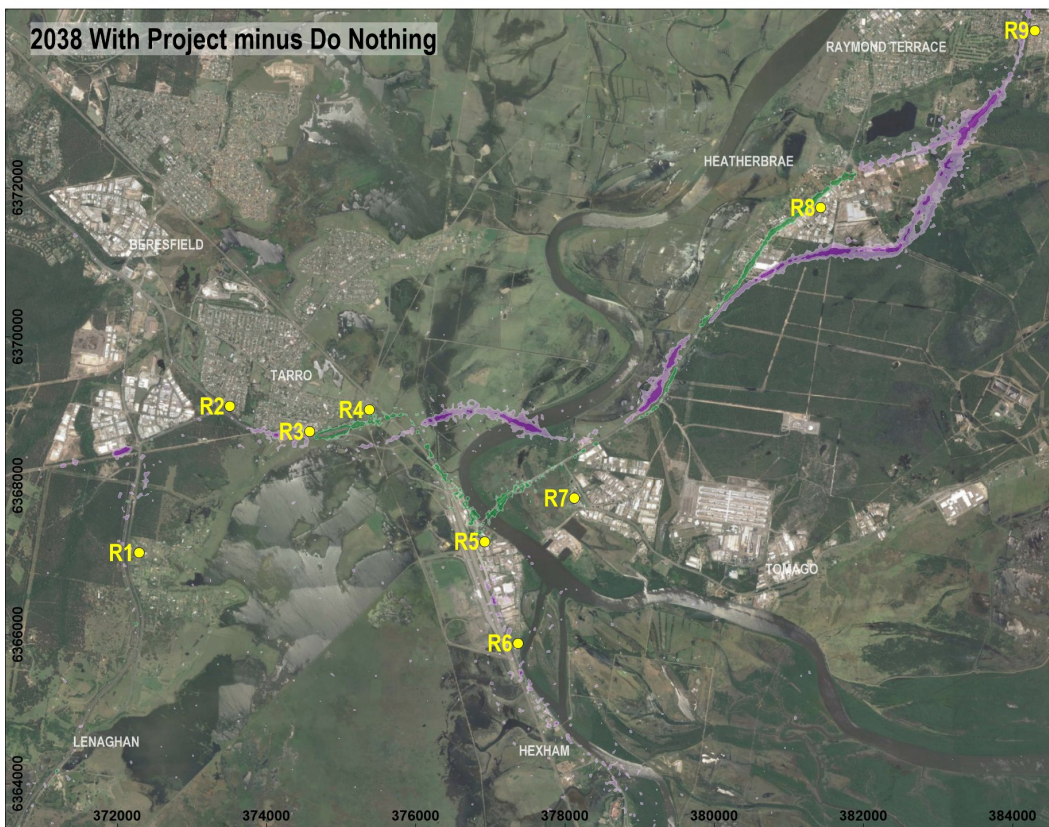 2038 With Project minus Do Nothing
R9
RAYMOND TERRACE
HEATHERBRAE
6372000
R8
BERESFIELD
6370000
TARRO
R2
R4
R3
6368000
R7
R5
R1
TOMAGO
6366000
R6
LENAGHAN
HEXHAM
6364000
372000
374000
376000
378000
380000
382000
384000